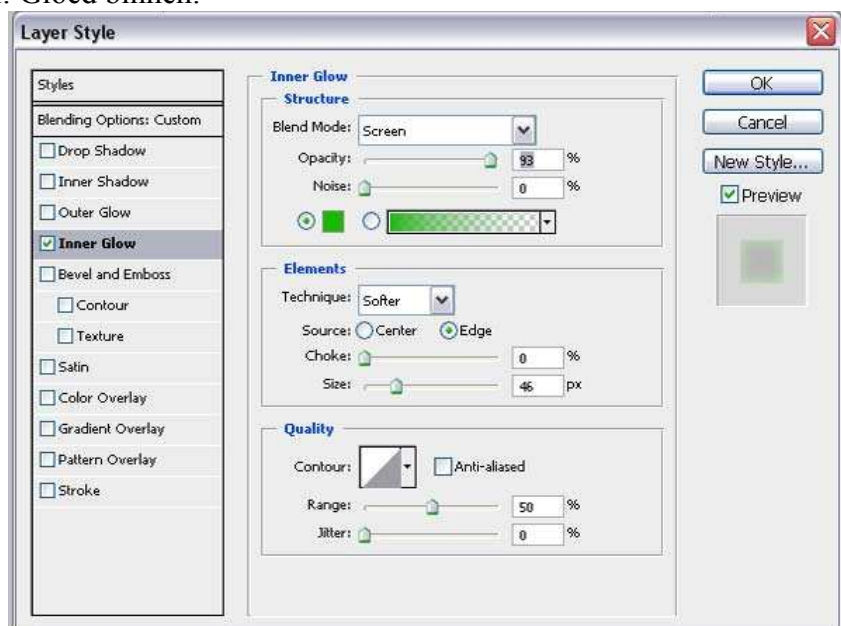 Gloed binnen.
Layer Style
Styles
Blending Options: Custom
Drop Shadow
Inner Shadow
Outer Glow
Inner Glow
Bevel and Emboss
Contour
Texture
Satin
Color Overlay
Gradient Overlay
Pattern Overlay
Stroke
Inner Glow
Structure
Blend Mode: Screen
Opacity: 93 %
Noise: 0 %
Elements
Technique: Softer
Source: Center Edge
Choke: 0 %
Size: 46 px
Quality
Contour: Anti-aliased
Range: 50 %
Jitter: 0 %
OK
Cancel
New Style...
Preview